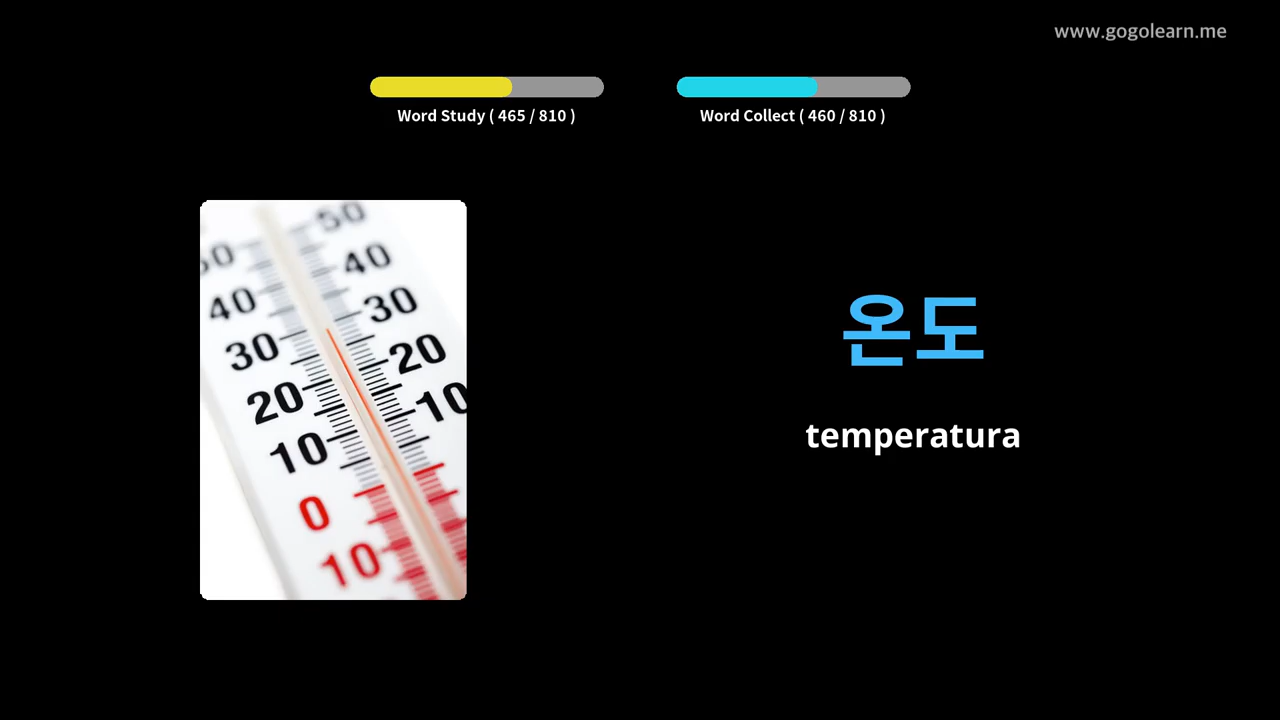 www.gogolearn.me
Word Study ( 465 / 810 )
Word Collect ( 460 / 810 )
50
50
40
40
30
30
20
20
10
10
0
10
온도
temperatura